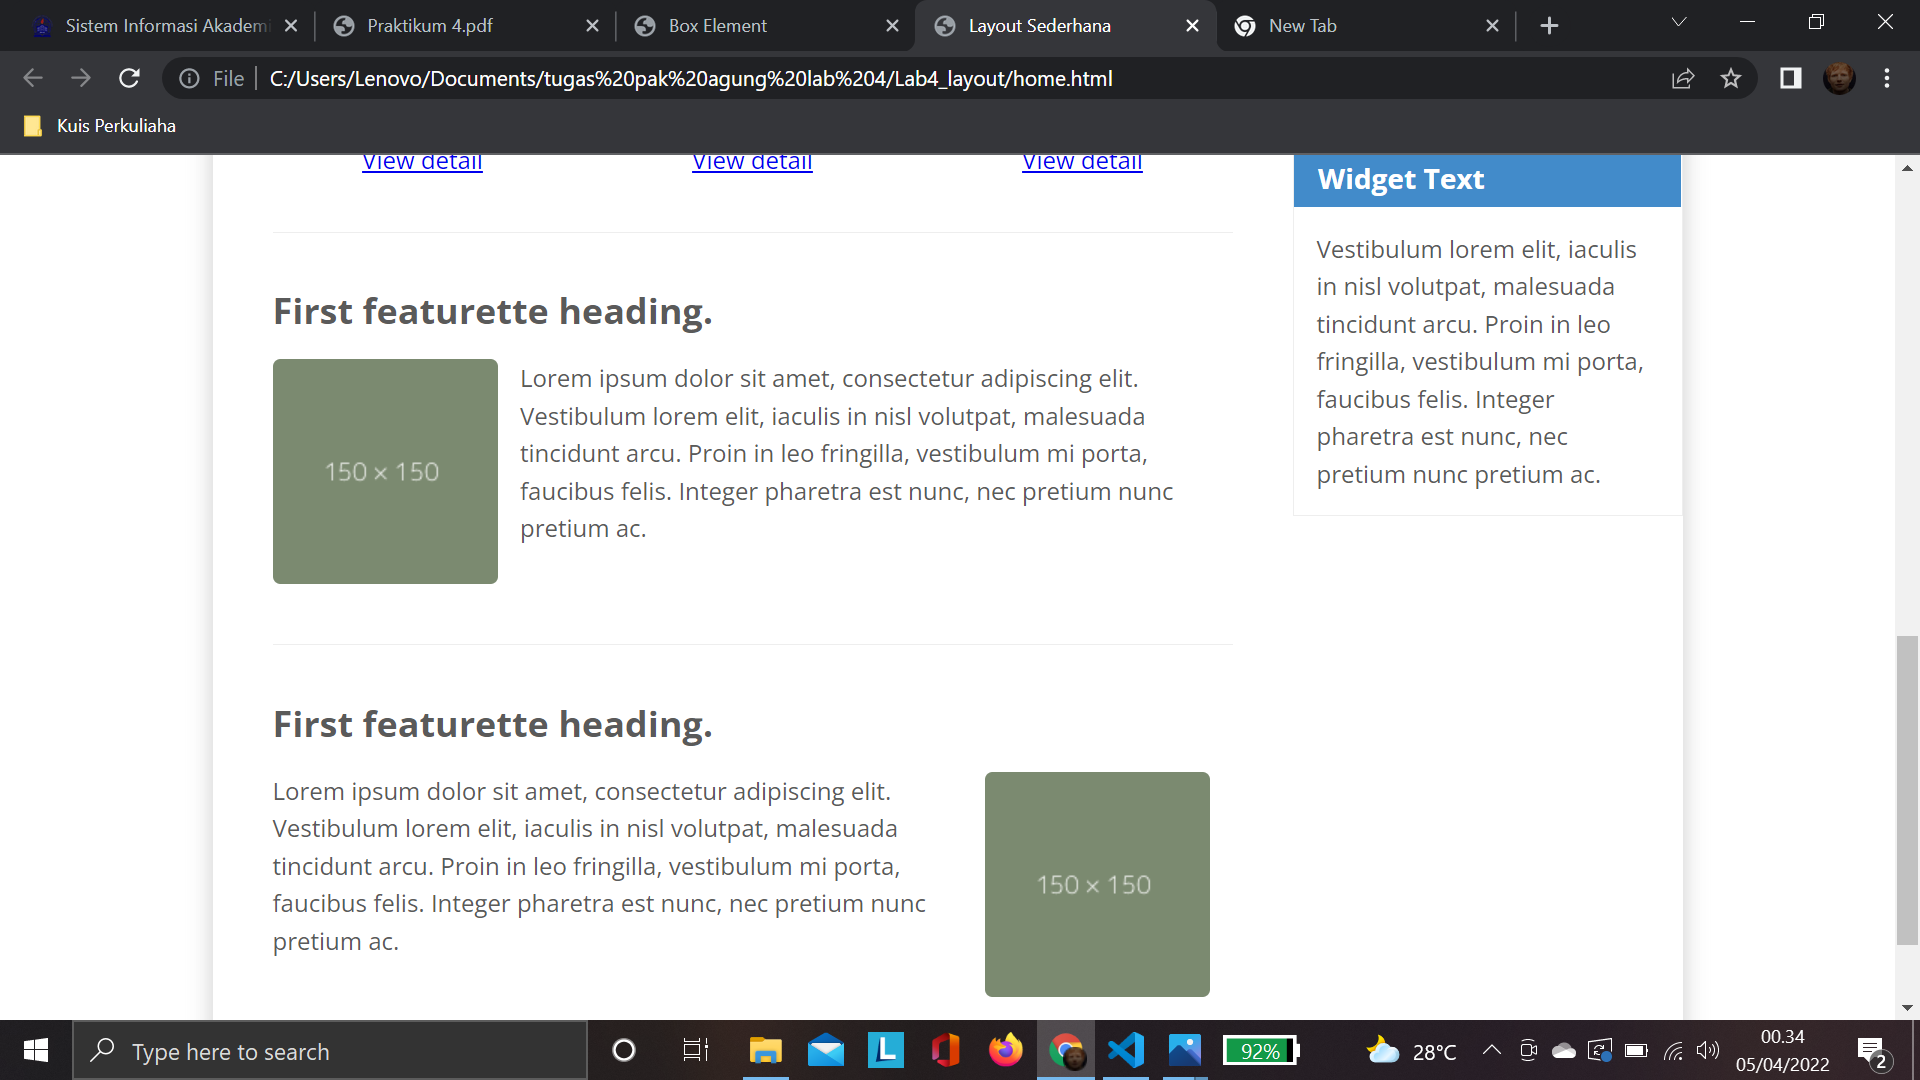 Sistem Informasi Akademi
Praktikum 4.pdf
Box Element
Layout Sederhana
New Tab
File
C:/Users/Lenovo/Documents/tugas%20pak%20agung%20lab%204/Lab4_layout/home.html
Kuis Perkuliaha
View detail
View detail
View detail
First featurette heading.
150 × 150
Lorem ipsum dolor sit amet, consectetur adipiscing elit.
Vestibulum lorem elit, iaculis in nisl volutpat, malesuada
tincidunt arcu. Proin in leo fringilla, vestibulum mi porta,
faucibus felis. Integer pharetra est nunc, nec pretium nunc
pretium ac.
First featurette heading.
Lorem ipsum dolor sit amet, consectetur adipiscing elit.
Vestibulum lorem elit, iaculis in nisl volutpat, malesuada
tincidunt arcu. Proin in leo fringilla, vestibulum mi porta,
faucibus felis. Integer pharetra est nunc, nec pretium nunc
pretium ac.
150 × 150
Widget Text
Vestibulum lorem elit, iaculis
in nisl volutpat, malesuada
tincidunt arcu. Proin in leo
fringilla, vestibulum mi porta,
faucibus felis. Integer
pharetra est nunc, nec
pretium nunc pretium ac.
Type here to search
L
92%
28°C
00.34
05/04/2022
2